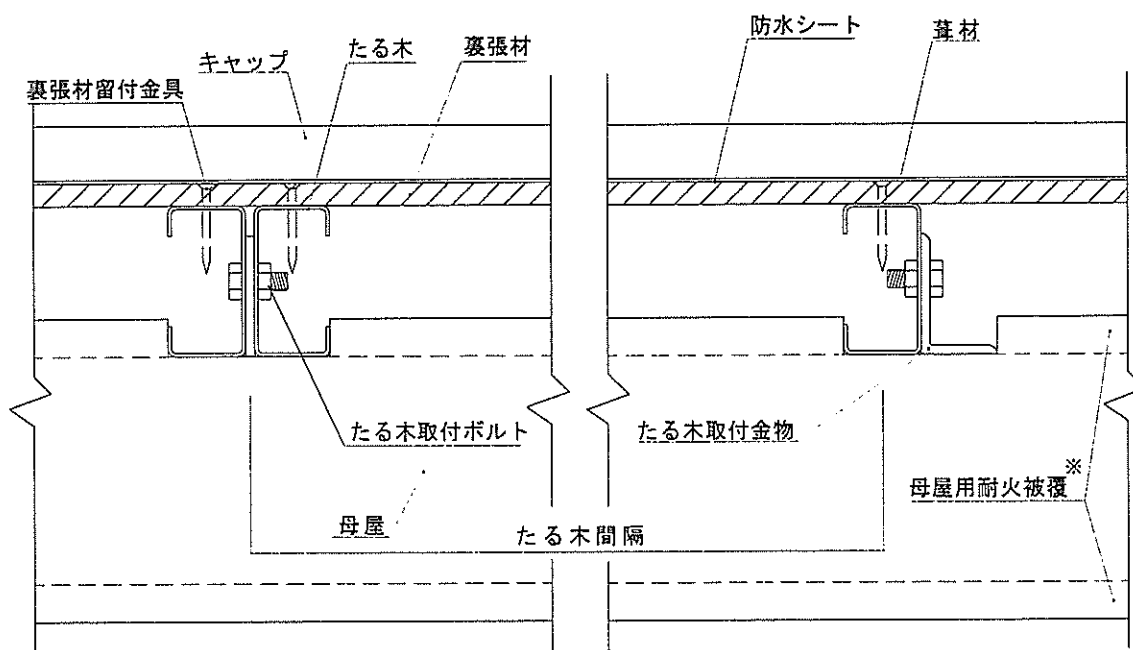 防水シート
葺材
たる木
裏張材
キャップ
裏張材留付金具
たる木取付ボルト
たる木取付金物
※
母屋用耐火被覆
母屋
たる木間隔